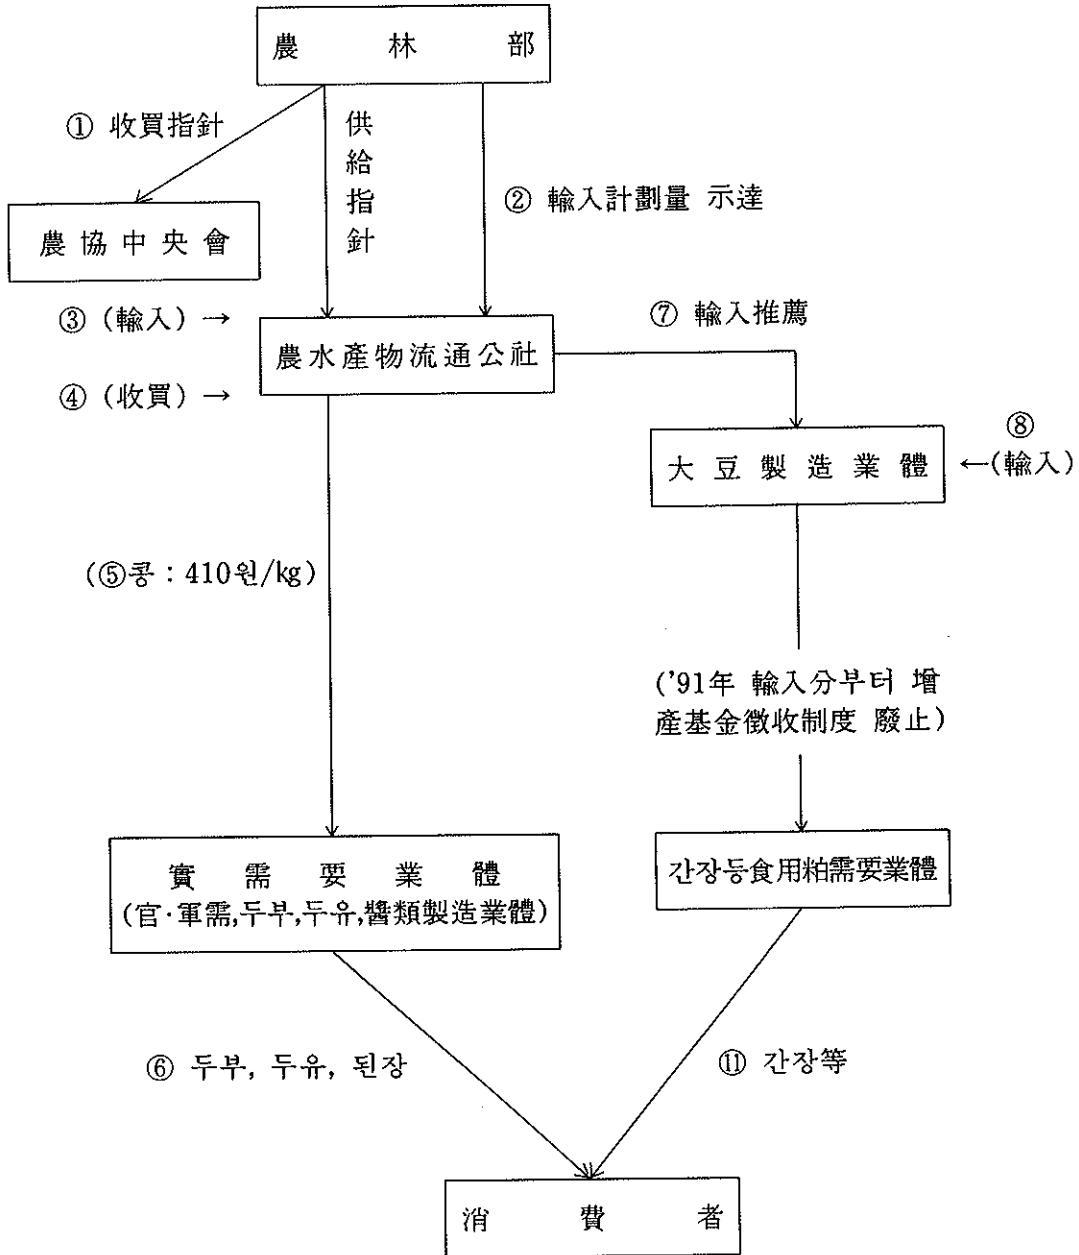 農 林 部
① 收買指針
供給指針
② 輸入計劃量 示達
農協中央會
③ (輸入) →
④ (收買) →
農水產物流通公社
⑦ 輸入推薦
大豆製造業體
⑧
←(輸入)
(⑤콩 : 410원/kg)
('91年 輸入分부터 增
產基金徵收制度 廢止)
實需要業體
(官·軍需,두부,두유,醬類製造業體)
간장등食用粕需要業體
⑥ 두부, 두유, 된장
⑪ 간장等
消 費 者